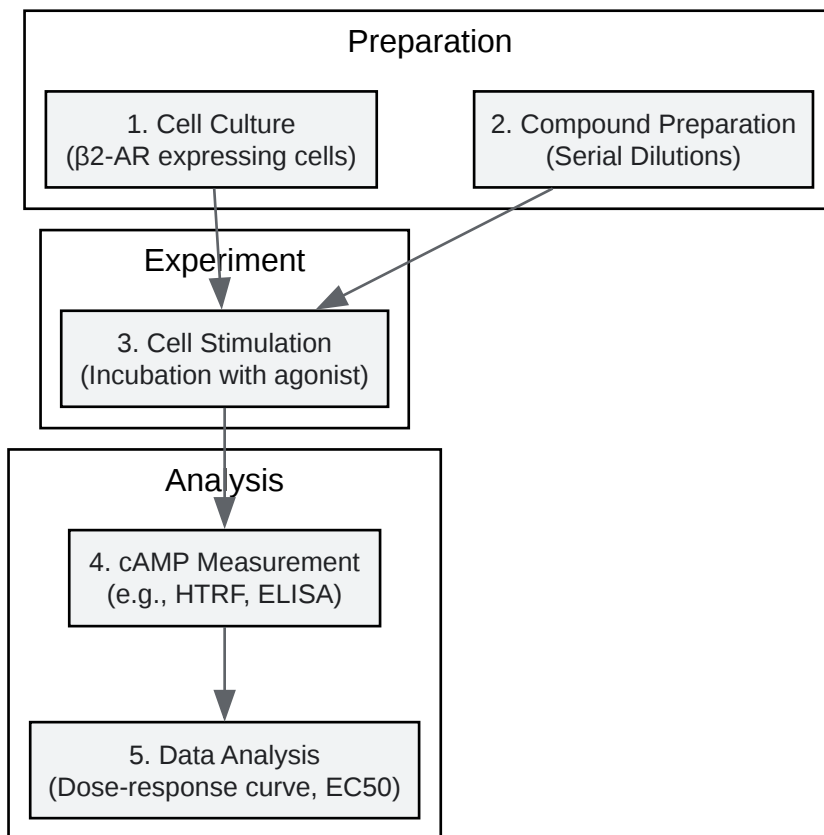 Preparation
1. Cell Culture
(β2-AR expressing cells)
2. Compound Preparation
(Serial Dilutions)
Experiment
3. Cell Stimulation
(Incubation with agonist)
Analysis
4. cAMP Measurement
(e.g., HTRF, ELISA)
5. Data Analysis
(Dose-response curve, EC50)